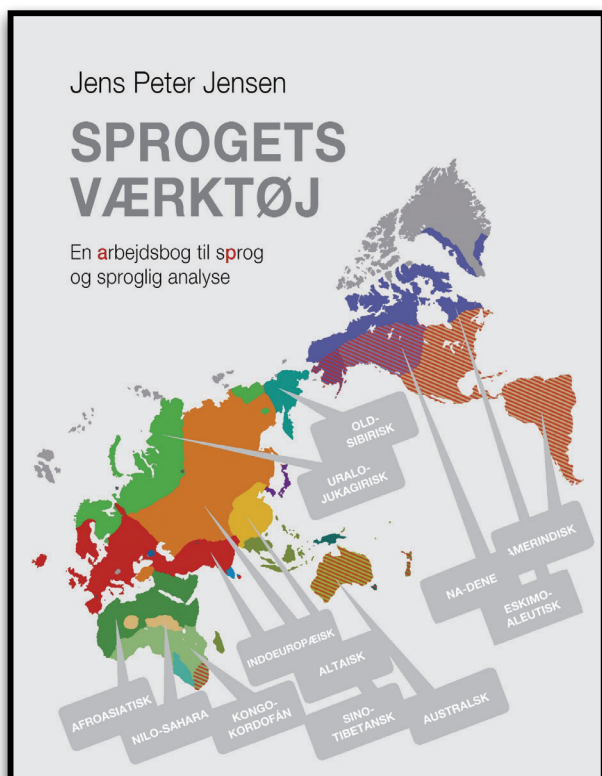 Jens Peter Jensen
SPROGETS
VÆRKTØJ
En arbejdsbog til sprog
og sproglig analyse
OLD-
SIBIRISK
URALO-
JUKAGIRISK
AMERINDISK
NA-DENE
ESKIMO-
ALEUTISK
INDOEUROPÆISK
ALTAISK
AFROASIATISK
NILO-SAHARA
KONGO-
KORDOFÁN
SINO-
TIBETANSK
AUSTRALSK